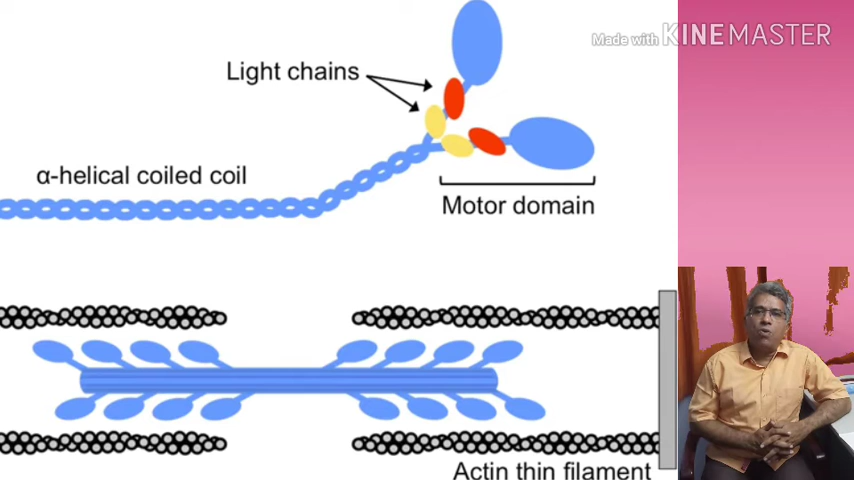 Made with KINEMASTER
Light chains
α-helical coiled coil
Motor domain
Actin thin filament